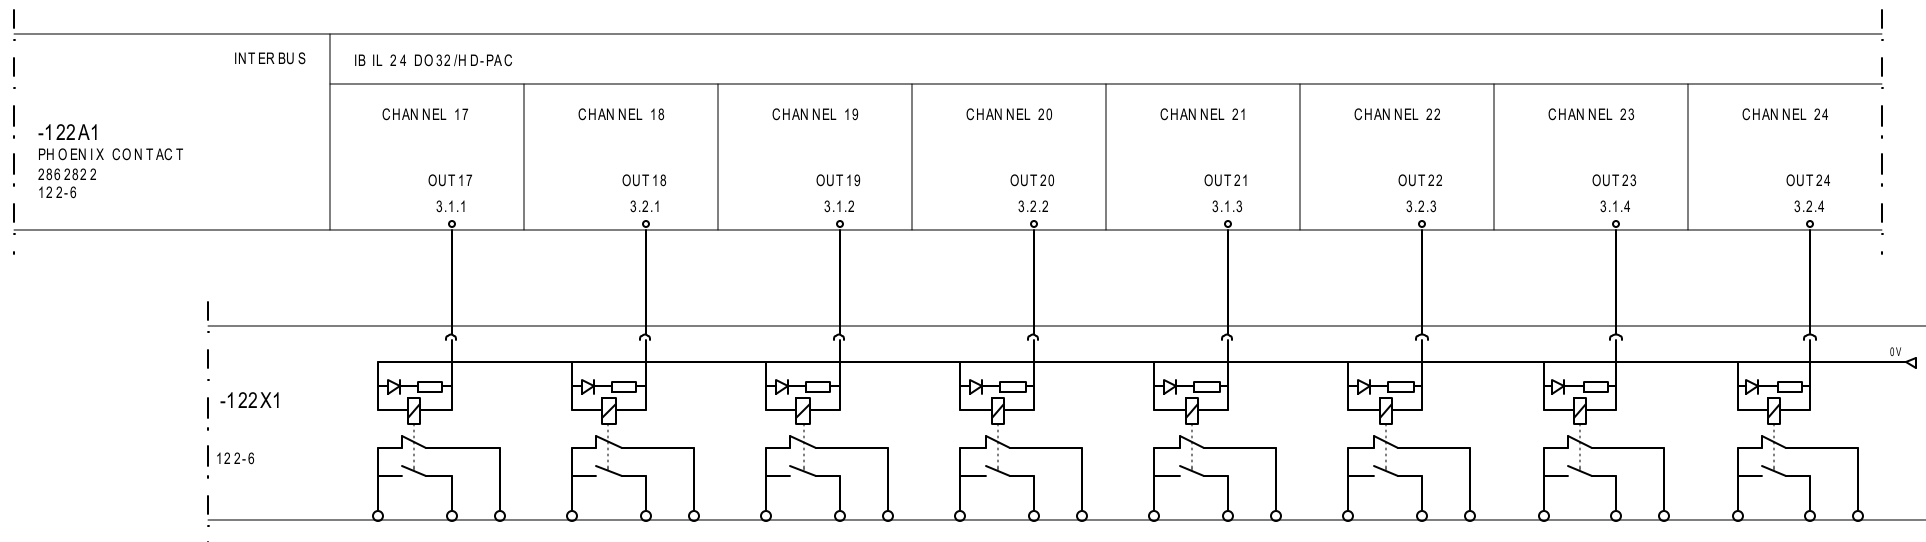 INTERBUS
IB IL 24 DO32/HD-PAC
-122A1
PHOENIX CONTACT
2862822
122-6
CHANNEL 17
CHANNEL 18
CHANNEL 19
CHANNEL 20
CHANNEL 21
CHANNEL 22
CHANNEL 23
CHANNEL 24
OUT17
OUT18
OUT19
OUT20
OUT21
OUT22
OUT23
OUT24
3.1.1
3.2.1
3.1.2
3.2.2
3.1.3
3.2.3
3.1.4
3.2.4
0V
-122X1
122-6